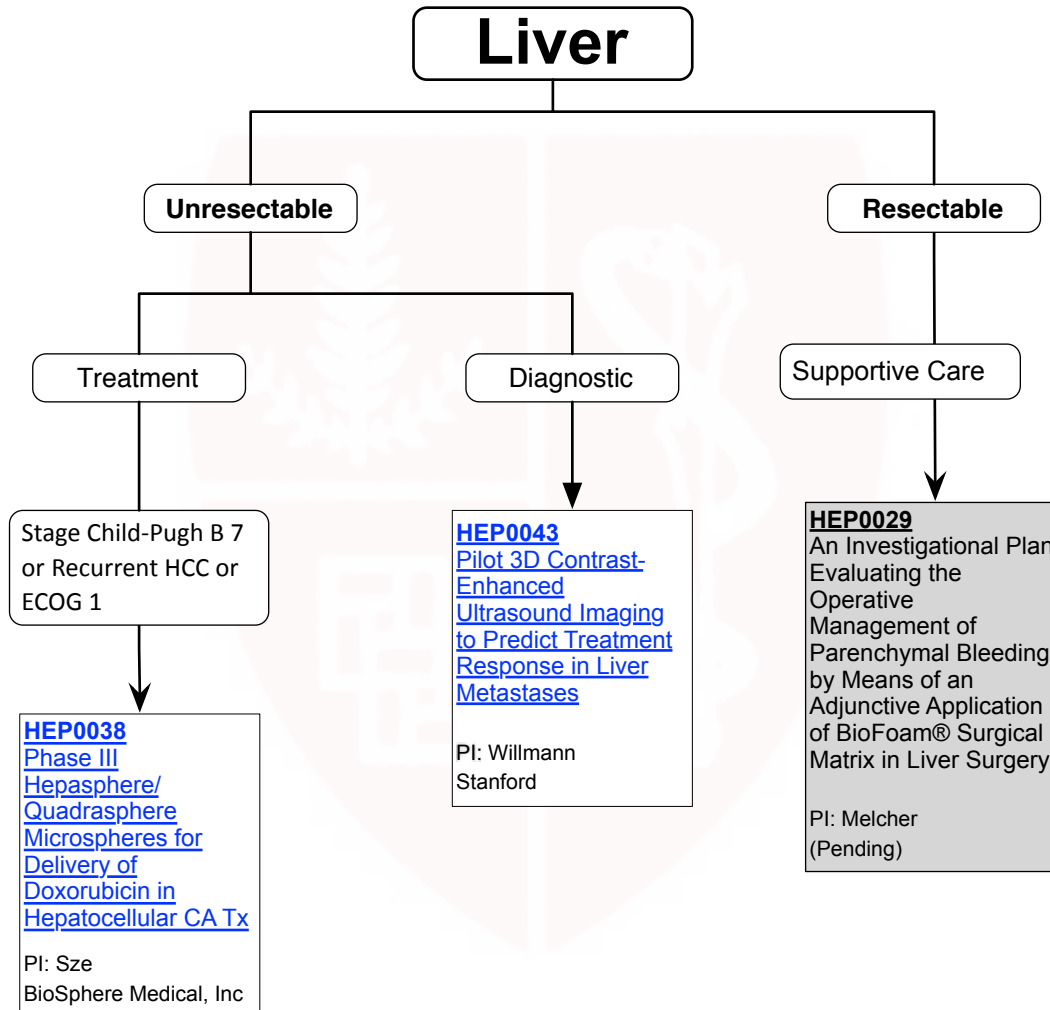 Liver
Unresectable
Resectable
Treatment
Diagnostic
Supportive Care
Stage Child-Pugh B 7
or Recurrent HCC or
ECOG 1
HEP0043
Pilot 3D Contrast-
Enhanced
Ultrasound Imaging
to Predict Treatment
Response in Liver
Metastases
PI: Willmann
Stanford
HEP0029
An Investigational Plan
Evaluating the
Operative
Management of
Parenchymal Bleeding
by Means of an
Adjunctive Application
of BioFoam® Surgical
Matrix in Liver Surgery
PI: Melcher
(Pending)
HEP0038
Phase III
Hepasphere/
Quadrasphere
Microspheres for
Delivery of
Doxorubicin in
Hepatocellular CA Tx
PI: Sze
BioSphere Medical, Inc